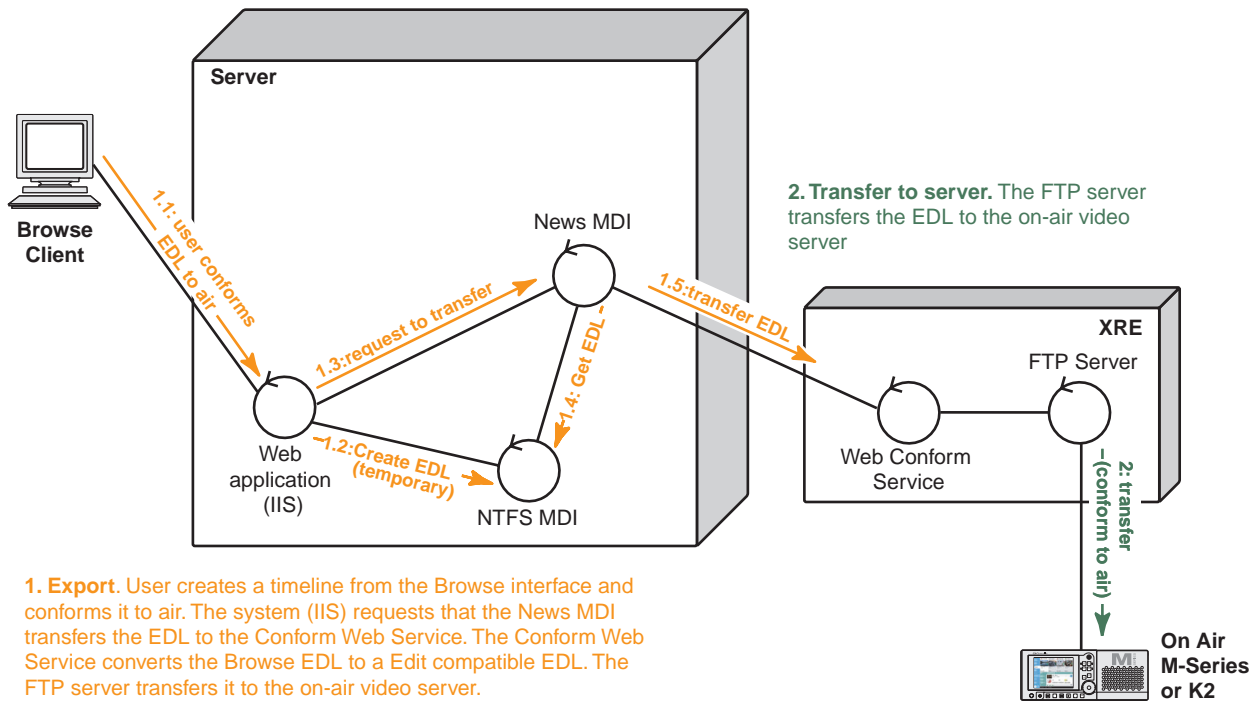 Server
Browse
Client
1.1: user conforms
EDL to air
News MDI
1.3:request to transfer
1.4: Get EDL
1.2:Create EDL
(temporary)
Web
application
(IIS)
NTFS MDI
1.5:transfer EDL
2. Transfer to server. The FTP server
transfers the EDL to the on-air video
server
XRE
FTP Server
Web Conform
Service
2: transfer
(conform to air)
1. Export. User creates a timeline from the Browse interface and
conforms it to air. The system (IIS) requests that the News MDI
transfers the EDL to the Conform Web Service. The Conform Web
Service converts the Browse EDL to a Edit compatible EDL. The
FTP server transfers it to the on-air video server.
M
On Air
M-Series
or K2